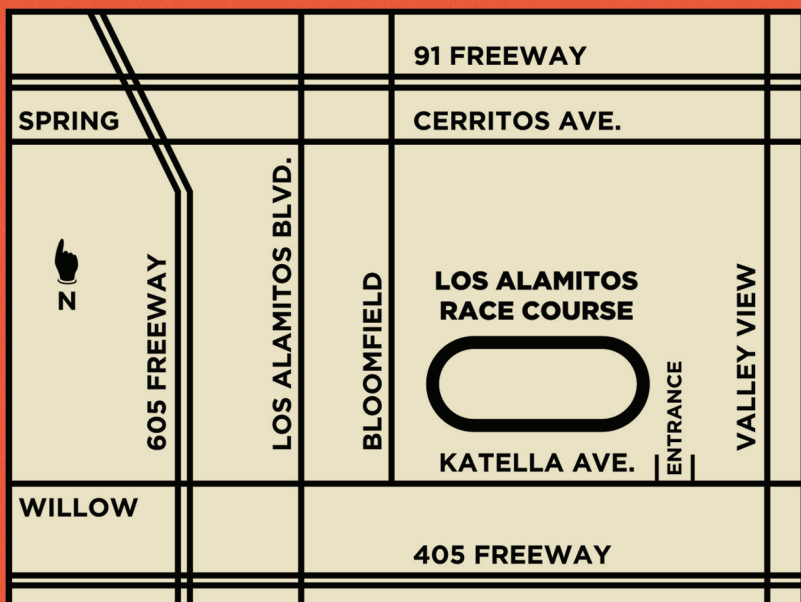 91 FREEWAY
SPRING
CERRITOS AVE.
LOS ALAMITOS BLVD.
N
605 FREEWAY
BLOOMFIELD
LOS ALAMITOS
RACE COURSE
VALLEY VIEW
ENTRANCE
KATELLA AVE.
WILLOW
405 FREEWAY